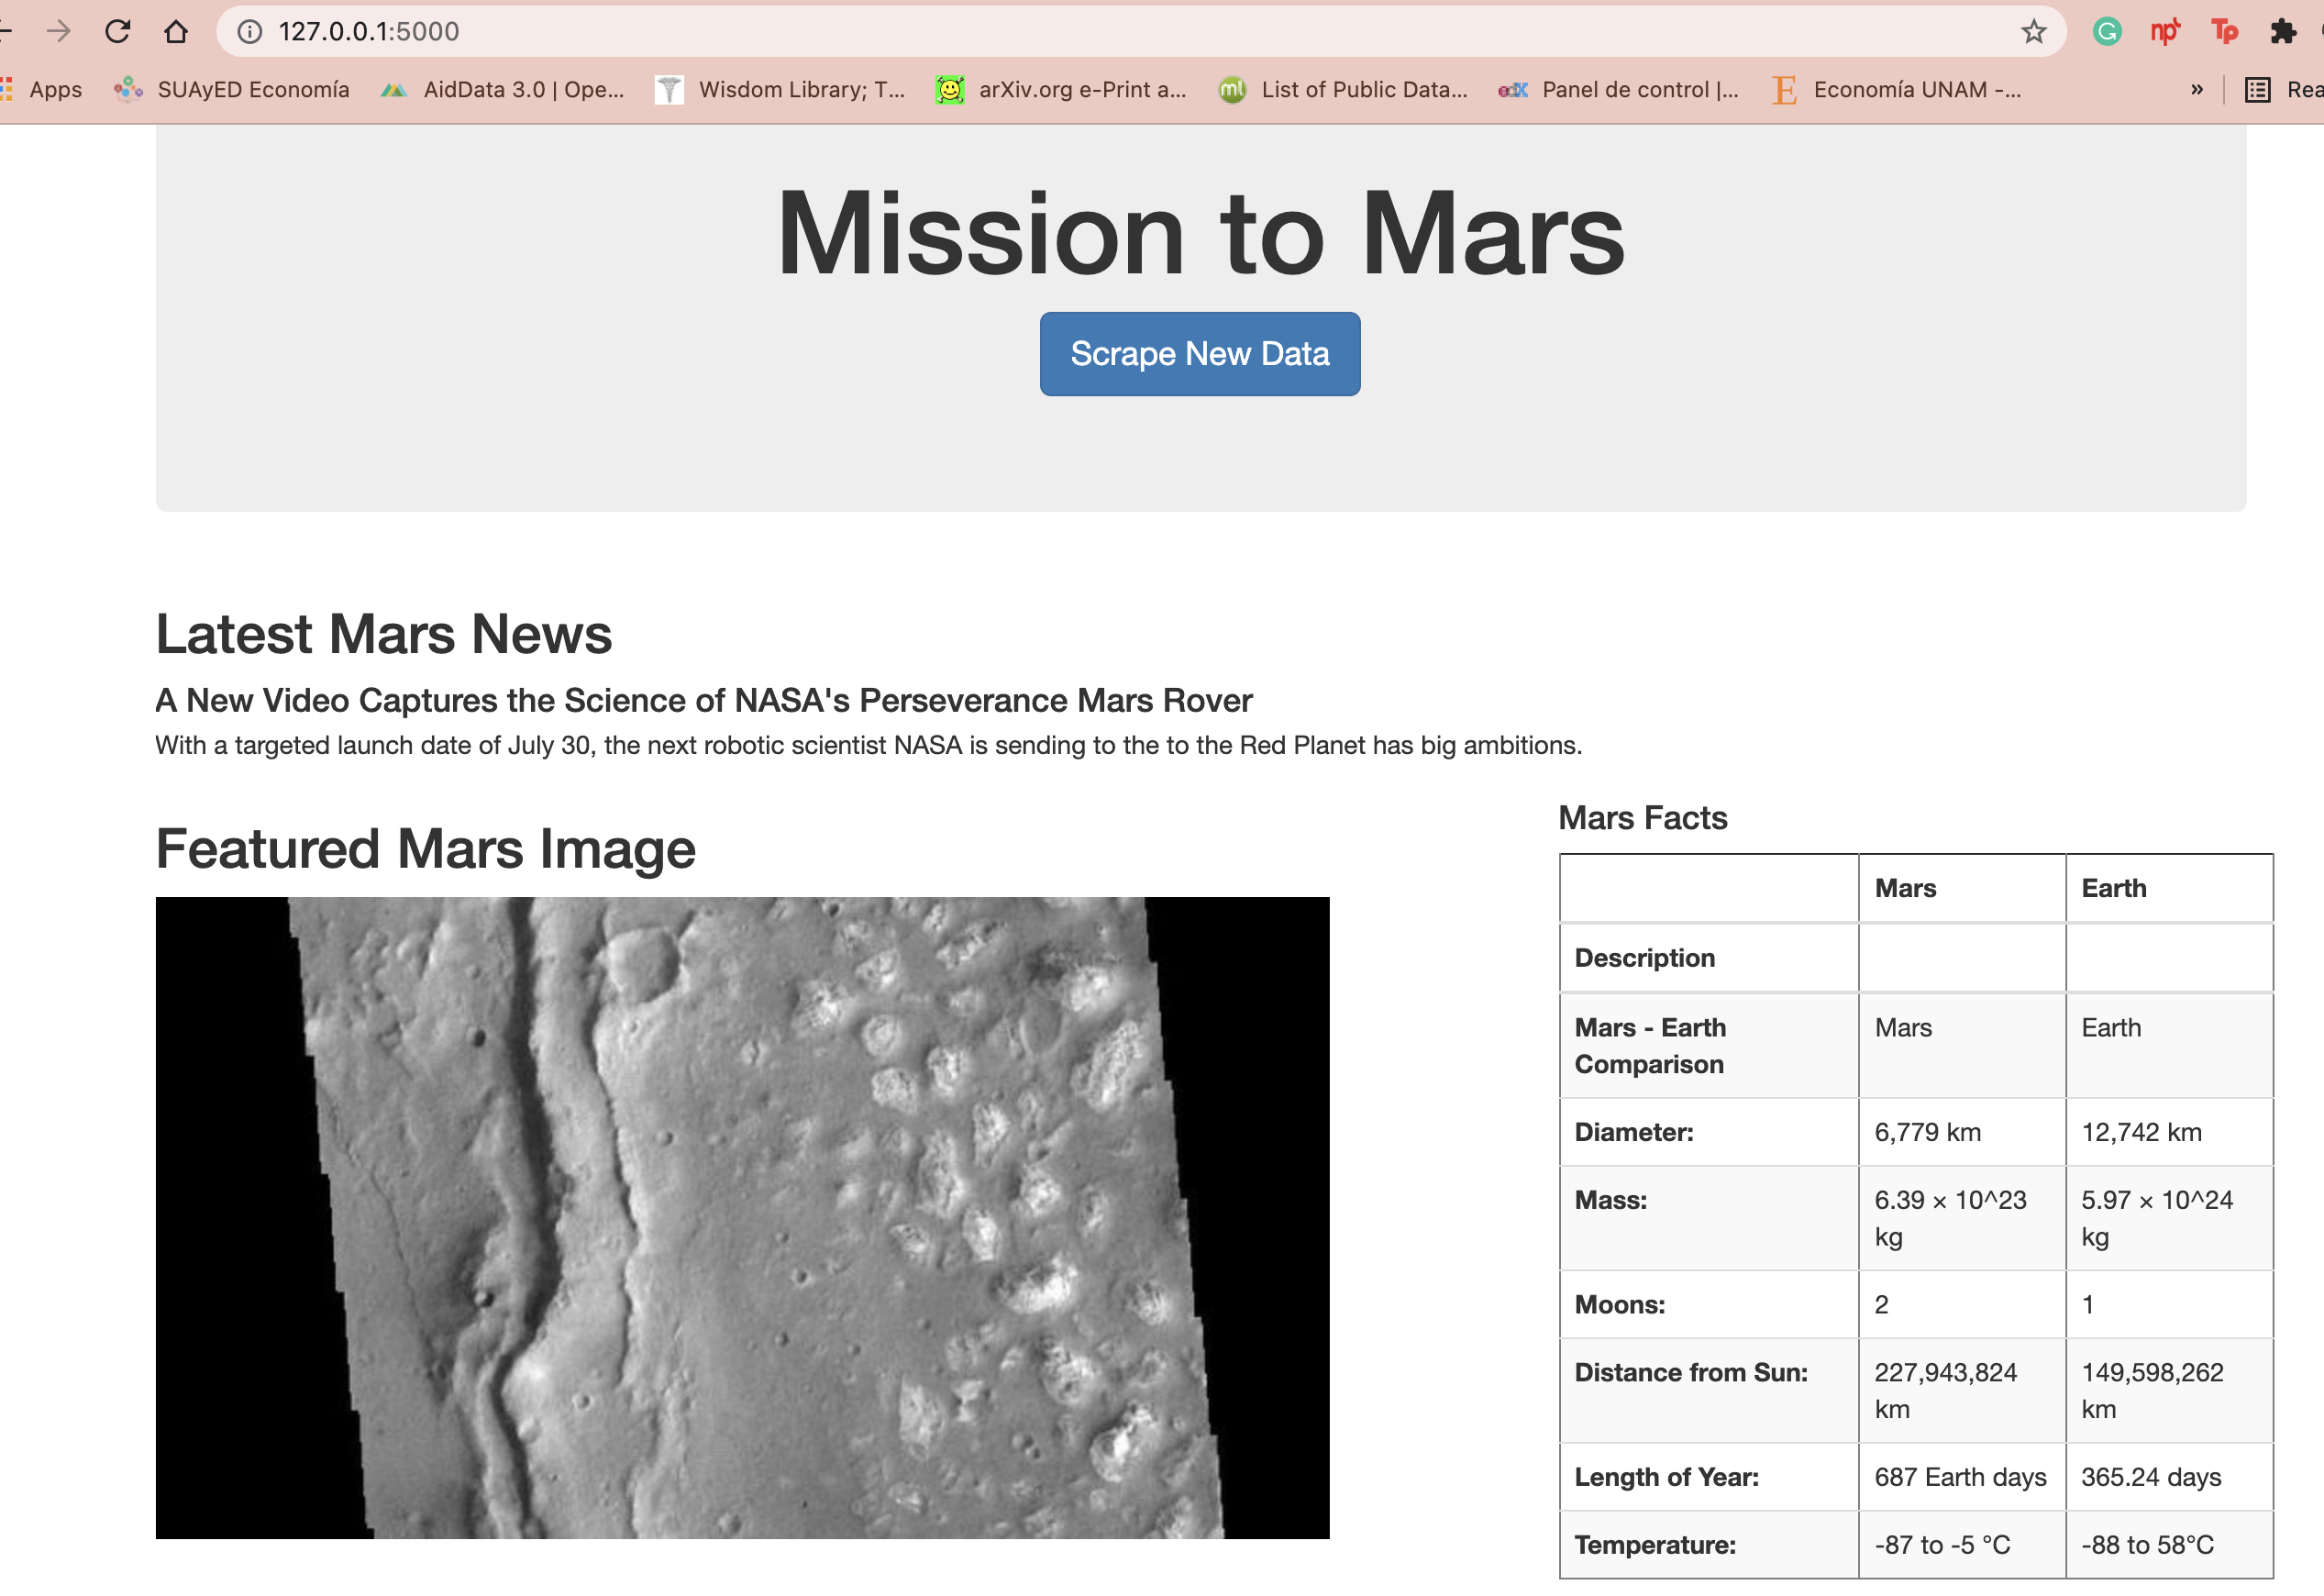 127.0.0.1:5000
Apps SUAyED Economía AidData 3.0 | Ope... Wisdom Library; T... arXiv.org e-Print a... ml List of Public Data... edX Panel de control |... E Economía UNAM -... » Rea
Mission to Mars
Scrape New Data
Latest Mars News
A New Video Captures the Science of NASA's Perseverance Mars Rover
With a targeted launch date of July 30, the next robotic scientist NASA is sending to the to the Red Planet has big ambitions.
Featured Mars Image
Mars Facts
Mars Earth
Description
Mars - Earth Mars Earth
Comparison
Diameter: 6,779 km 12,742 km
Mass: 6.39 × 10^23 5.97 × 10^24
kg kg
Moons: 2 1
Distance from Sun: 227,943,824 149,598,262
km km
Length of Year: 687 Earth days 365.24 days
Temperature: -87 to -5 °C -88 to 58°C